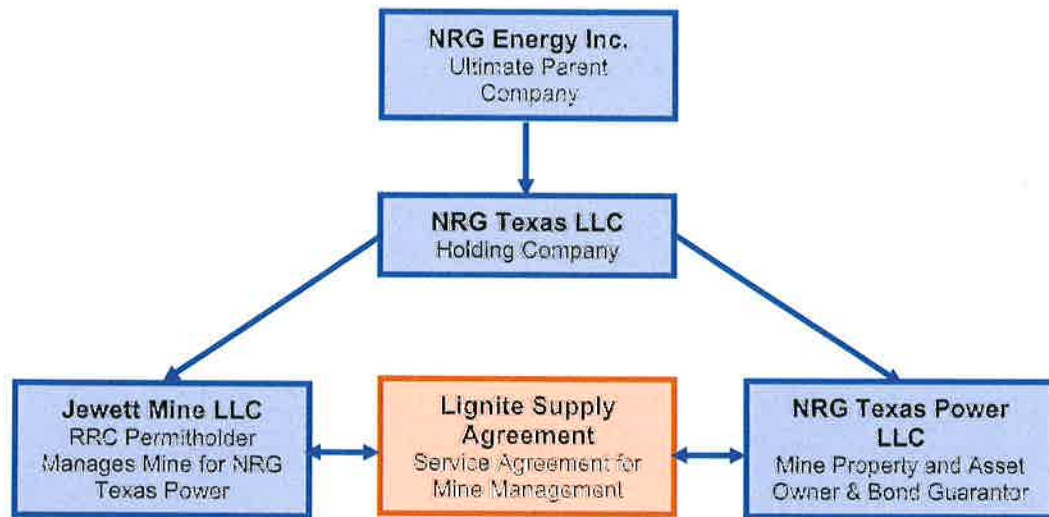 NRG Energy Inc.
Ultimate Parent
Company
NRG Texas LLC
Holding Company
Jewett Mine LLC
RRC Permitholder
Manages Mine for NRG
Texas Power
Lignite Supply
Agreement
Service Agreement for
Mine Management
NRG Texas Power
LLC
Mine Property and Asset
Owner & Bond Guarantor